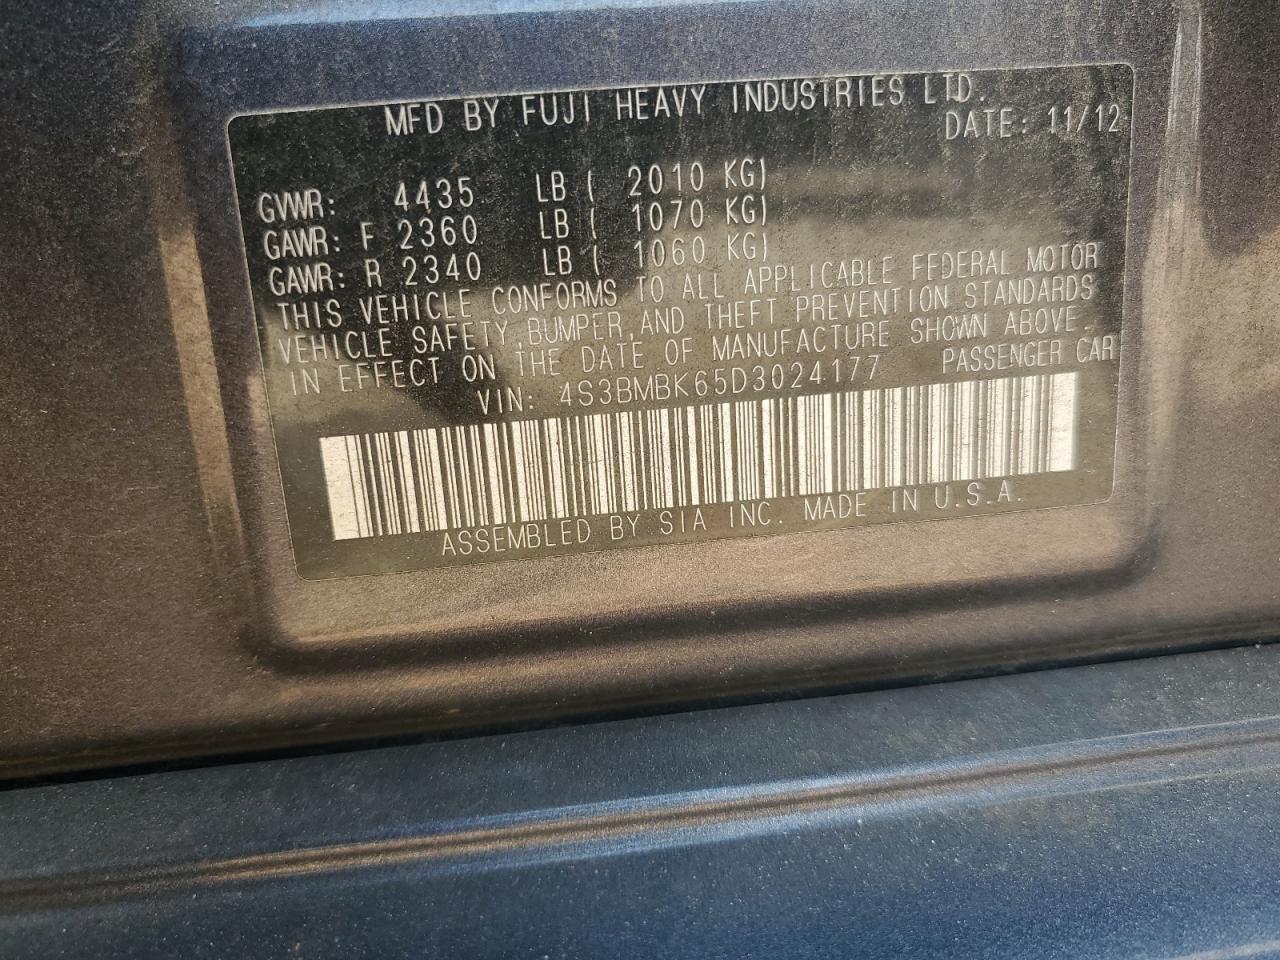 MFD BY FUJI HEAVY INDUSTRIES LTD.
DATE: 11/12
GVWR: 4435 LB ( 2010 KG)
GAWR: F 2360 LB ( 1070 KG)
GAWR: R 2340 LB ( 1060 KG)
THIS VEHICLE CONFORMS TO ALL APPLICABLE FEDERAL MOTOR
VEHICLE SAFETY, BUMPER, AND THEFT PREVENTION STANDARDS
IN EFFECT ON THE DATE OF MANUFACTURE SHOWN ABOVE.
VIN: 4S3BMBK65D3024177 PASSENGER CAR
ASSEMBLED BY SIA INC. MADE IN U.S.A.